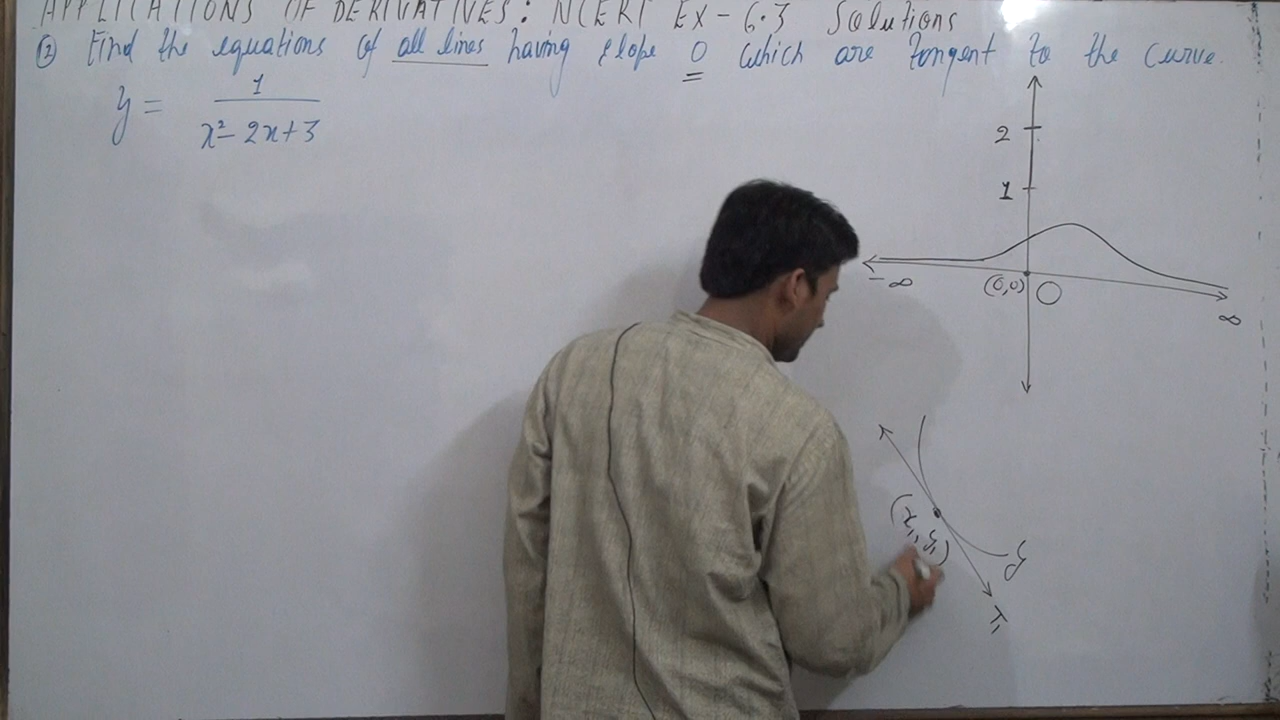 APPLICATIONS OF DERIVATIVES: NCERT EX-6.3 Solutions
⑫ Find the equations of all lines having slope 0 which are tangent to the curve.
y = 1 / x²- 2x+3
2
1
-∞
(0,0)
∞
(x₁, y₁)
y
T₁